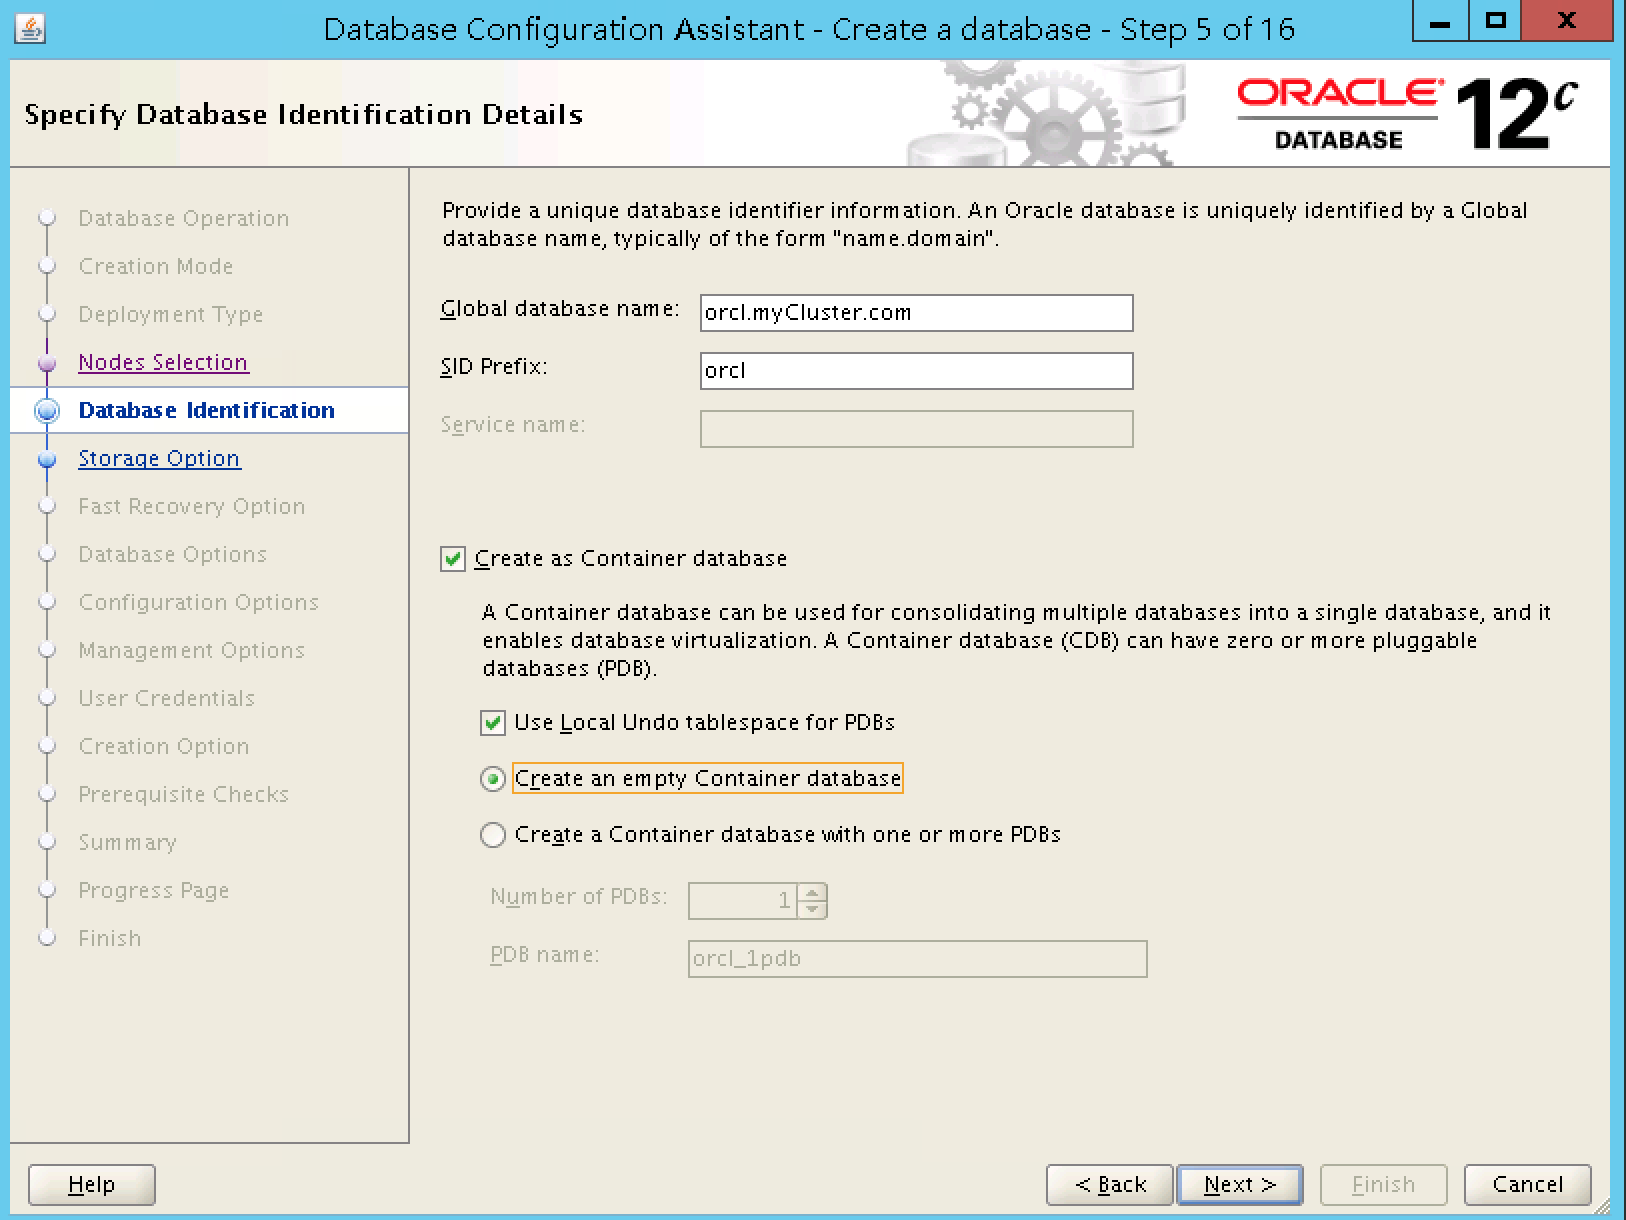 Database Configuration Assistant - Create a database - Step 5 of 16
Specify Database Identification Details
ORACLE
DATABASE
12c
Database Operation
Creation Mode
Deployment Type
Nodes Selection
Database Identification
Storage Option
Fast Recovery Option
Database Options
Configuration Options
Management Options
User Credentials
Creation Option
Prerequisite Checks
Summary
Progress Page
Finish
Provide a unique database identifier information. An Oracle database is uniquely identified by a Global
database name, typically of the form "name.domain".
Global database name: orcl.myCluster.com
SID Prefix: orcl
Service name:
Create as Container database
A Container database can be used for consolidating multiple databases into a single database, and it
enables database virtualization. A Container database (CDB) can have zero or more pluggable
databases (PDB).
Use Local Undo tablespace for PDBs
Create an empty Container database
Create a Container database with one or more PDBs
Number of PDBs: 1
PDB name: orcl_1pdb
Help
< Back
Next >
Finish
Cancel